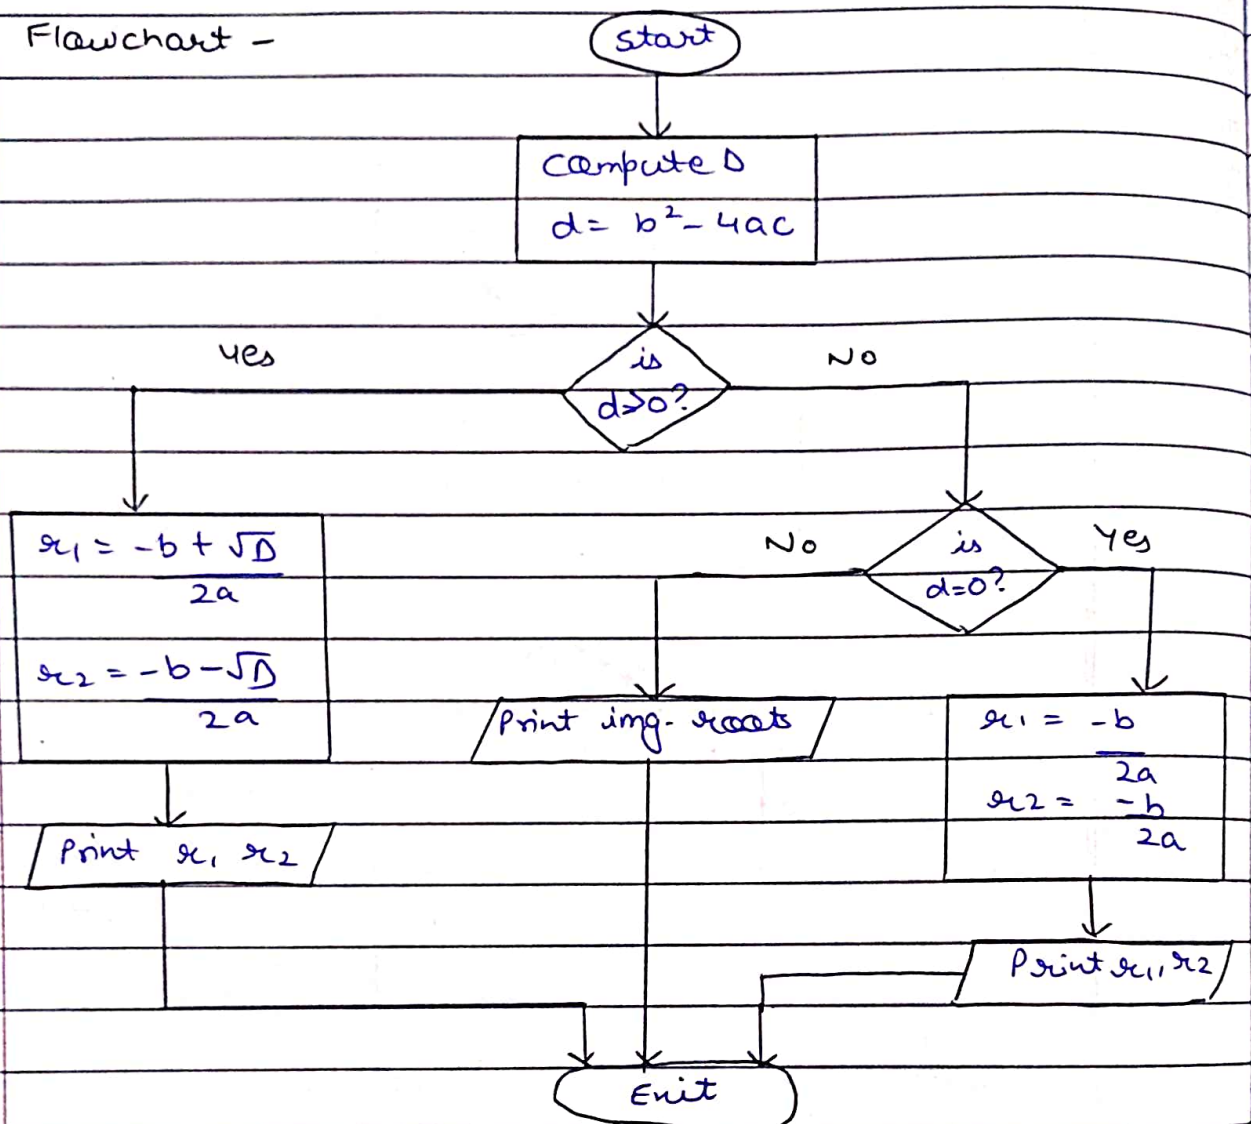 Flowchart -
Start
Compute D
d = b² - 4ac
is
d>0?
Yes
No
r₁ = -b + √D
2a
r2 = -b - √D
2a
Print r₁ r2
is
d=0?
No
Yes
Print img. roots
r1 = -b
2a
r2 = -b
2a
Print r1, r2
Exit